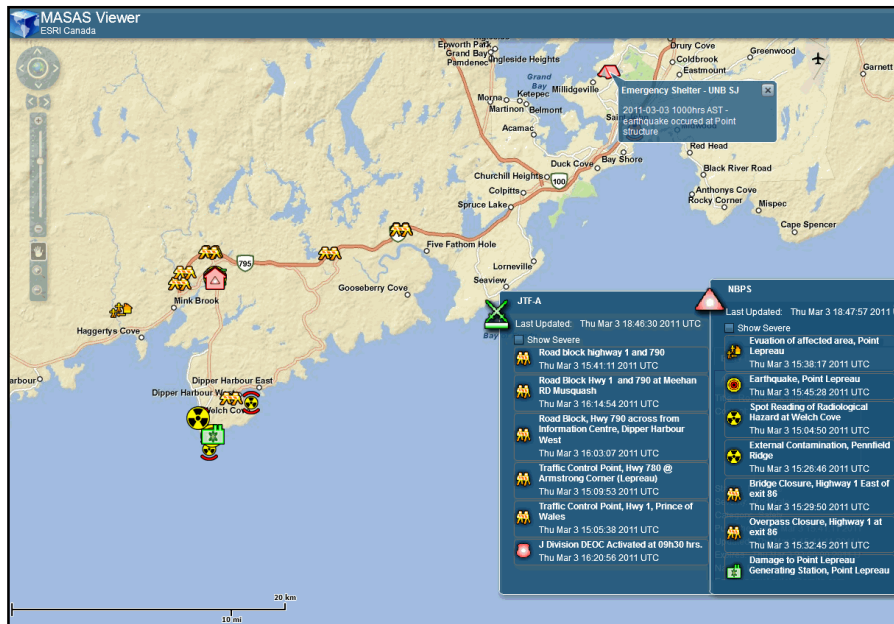 MASAS Viewer
ESRI Canada
Epworth Park
Grand Bay
Pamdenec
Ingleside Heights
Grand
Bay
Millidgeville
Drury Cove
Coldbrook
Eastmount
Greenwood
Garnett
Morna
Ketepec
Martinon
Belmont
Acamac
Emergency Shelter - UNB SJ
2011-03-03 1000hrs AST -
earthquake occured at Point
structure
Red Head
Duck Cove
Bay Shore
Black River Road
Churchill Heights
100
Colpitts
Anthonys Cove
Rocky Corner
Mispec
Spruce Lake
Cape Spencer
Five Fathom Hole
795
Lorneville
Seaview
Gooseberry Cove
Mink Brook
Haggertys Cove
arbour
Dipper Harbour East
Dipper Harbour West
Welch Cove
Bay
JTF-A
Last Updated: Thu Mar 3 18:46:30 2011 UTC
Show Severe
Road block highway 1 and 790
Thu Mar 3 15:41:11 2011 UTC
Road Block Hwy 1 and 790 at Meehan
RD Musquash
Thu Mar 3 16:14:54 2011 UTC
Road Block, Hwy 790 across from
Information Centre, Dipper Harbour
West
Thu Mar 3 16:03:07 2011 UTC
Traffic Control Point, Hwy 780 @
Armstrong Corner (Lepreau)
Thu Mar 3 15:09:53 2011 UTC
Traffic Control Point, Hwy 1, Prince of
Wales
Thu Mar 3 15:05:38 2011 UTC
J Division DEOC Activated at 09h30 hrs.
Thu Mar 3 16:20:56 2011 UTC
NBPS
Last Updated: Thu Mar 3 18:47:57 2011 U
Show Severe
Evuation of affected area, Point
Lepreau
Thu Mar 3 15:38:17 2011 UTC
Earthquake, Point Lepreau
Thu Mar 3 15:45:28 2011 UTC
Spot Reading of Radiological
Hazard at Welch Cove
Thu Mar 3 15:04:50 2011 UTC
External Contamination, Pennfield
Ridge
Thu Mar 3 15:26:46 2011 UTC
Bridge Closure, Highway 1 East of
exit 86
Thu Mar 3 15:29:50 2011 UTC
Overpass Closure, Highway 1 at
exit 86
Thu Mar 3 15:32:45 2011 UTC
Damage to Point Lepreau
Generating Station, Point Lepreau
20 km
10 mi